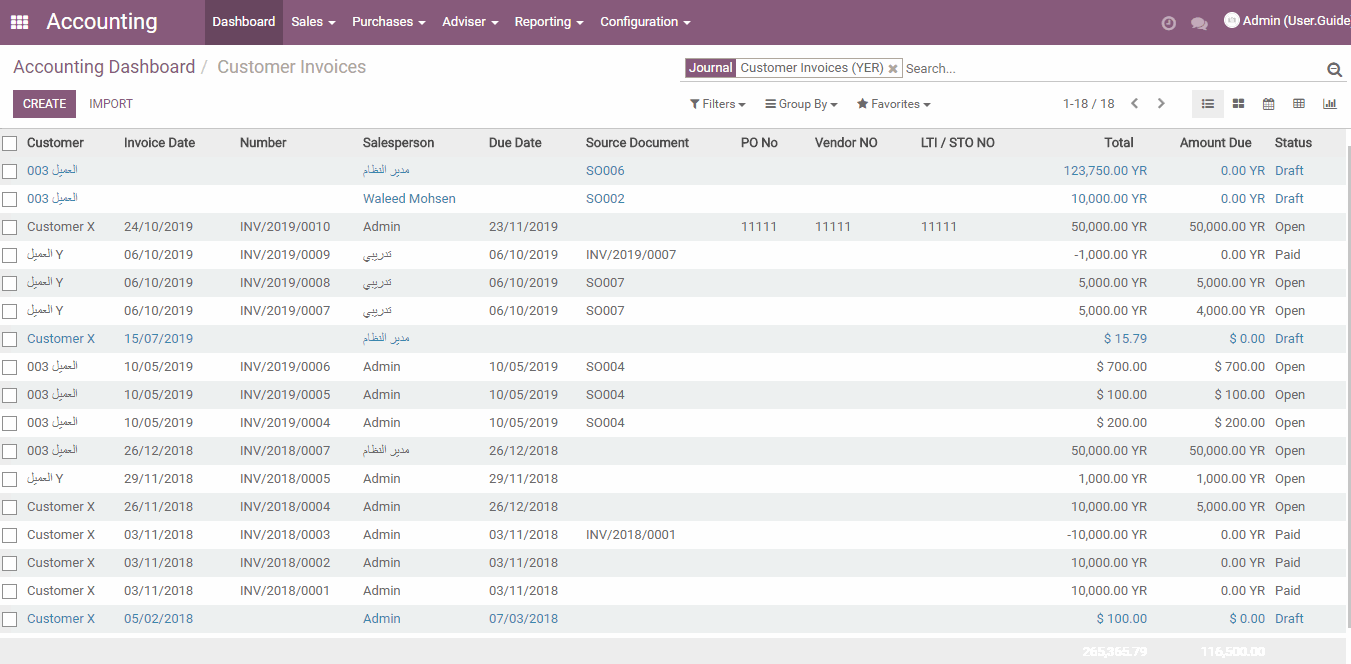 Accounting Dashboard Sales Purchases Adviser Reporting Configuration Admin (User.Guide
Accounting Dashboard / Customer Invoices Journal Customer Invoices (YER) Search...
CREATE IMPORT Filters Group By Favorites 1-18 / 18
Customer Invoice Date Number Salesperson Due Date Source Document PO No Vendor NO LTI / STO NO Total Amount Due Status
العميل 003 مدير النظام SO006 123,750.00 YR 0.00 YR Draft
العميل 003 Waleed Mohsen SO002 10,000.00 YR 0.00 YR Draft
Customer X 24/10/2019 INV/2019/0010 Admin 23/11/2019 11111 11111 11111 50,000.00 YR 50,000.00 YR Open
العميل Y 06/10/2019 INV/2019/0009 تدريبي 06/10/2019 INV/2019/0007 -1,000.00 YR 0.00 YR Paid
العميل Y 06/10/2019 INV/2019/0008 تدريبي 06/10/2019 SO007 5,000.00 YR 5,000.00 YR Open
العميل Y 06/10/2019 INV/2019/0007 تدريبي 06/10/2019 SO007 5,000.00 YR 4,000.00 YR Open
Customer X 15/07/2019 مدير النظام $ 15.79 $ 0.00 Draft
العميل 003 10/05/2019 INV/2019/0006 Admin 10/05/2019 SO004 $ 700.00 $ 700.00 Open
العميل 003 10/05/2019 INV/2019/0005 Admin 10/05/2019 SO004 $ 100.00 $ 100.00 Open
العميل 003 10/05/2019 INV/2019/0004 Admin 10/05/2019 SO004 $ 200.00 $ 200.00 Open
العميل 003 26/12/2018 INV/2018/0007 مدير النظام 26/12/2018 50,000.00 YR 50,000.00 YR Open
العميل Y 29/11/2018 INV/2018/0005 Admin 29/11/2018 1,000.00 YR 1,000.00 YR Open
Customer X 26/11/2018 INV/2018/0004 Admin 26/12/2018 10,000.00 YR 5,000.00 YR Open
Customer X 03/11/2018 INV/2018/0003 Admin 03/11/2018 INV/2018/0001 -10,000.00 YR 0.00 YR Paid
Customer X 03/11/2018 INV/2018/0002 Admin 03/11/2018 10,000.00 YR 0.00 YR Paid
Customer X 03/11/2018 INV/2018/0001 Admin 03/11/2018 10,000.00 YR 0.00 YR Paid
Customer X 05/02/2018 Admin 07/03/2018 $ 100.00 $ 0.00 Draft
265,365.79 116,500.00